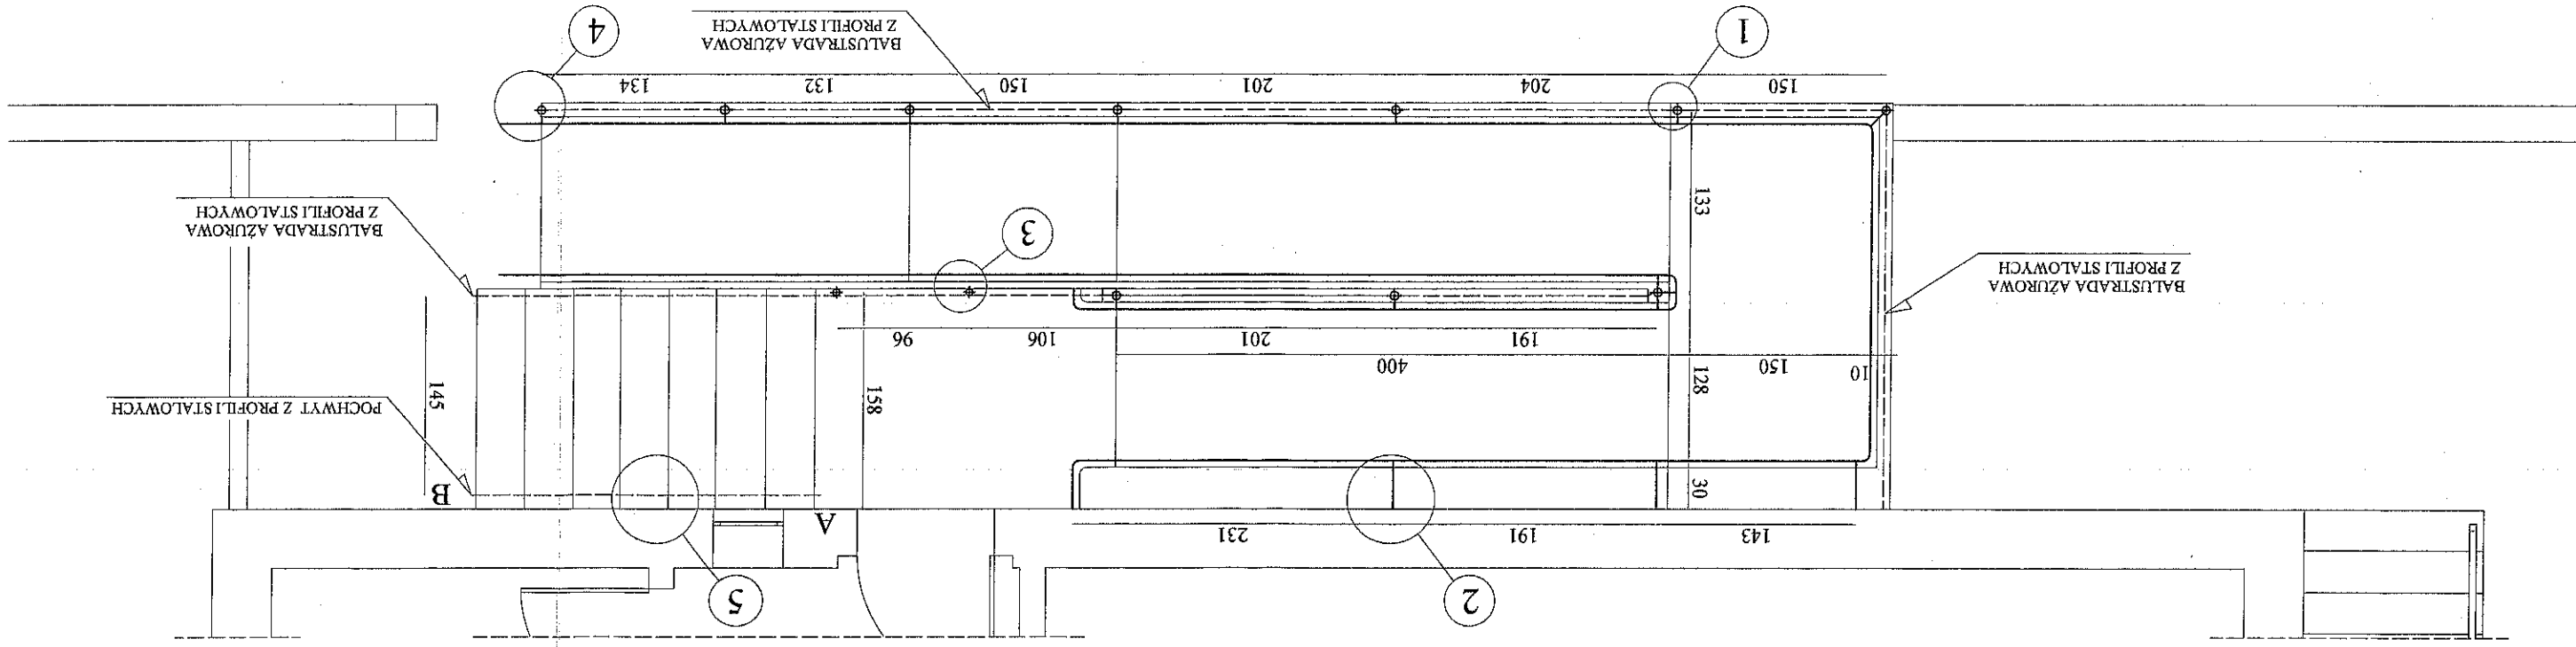 2
5
143
191
231
A
30
B
POCHWYT Z PROFILI STALOWYCH
128
158
145
10
150
400
191
201
106
96
BALUSTRADA AŻUROWA
Z PROFILI STALOWYCH
3
BALUSTRADA AŻUROWA
Z PROFILI STALOWYCH
133
150
204
201
150
132
134
1
BALUSTRADA AŻUROWA
Z PROFILI STALOWYCH
4